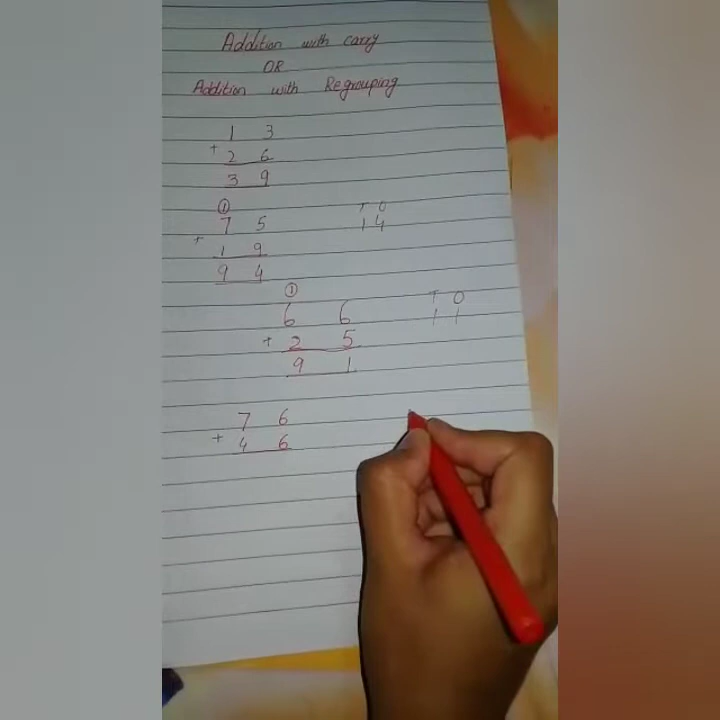 Addition with carry
OR
Addition with Regrouping
1 3
+ 2 6
3 9
①
7 5 T O
1 4
+ 1 9
9 4
①
6 6 T O
1 1
+ 2 5
9 1
7 6
+ 4 6